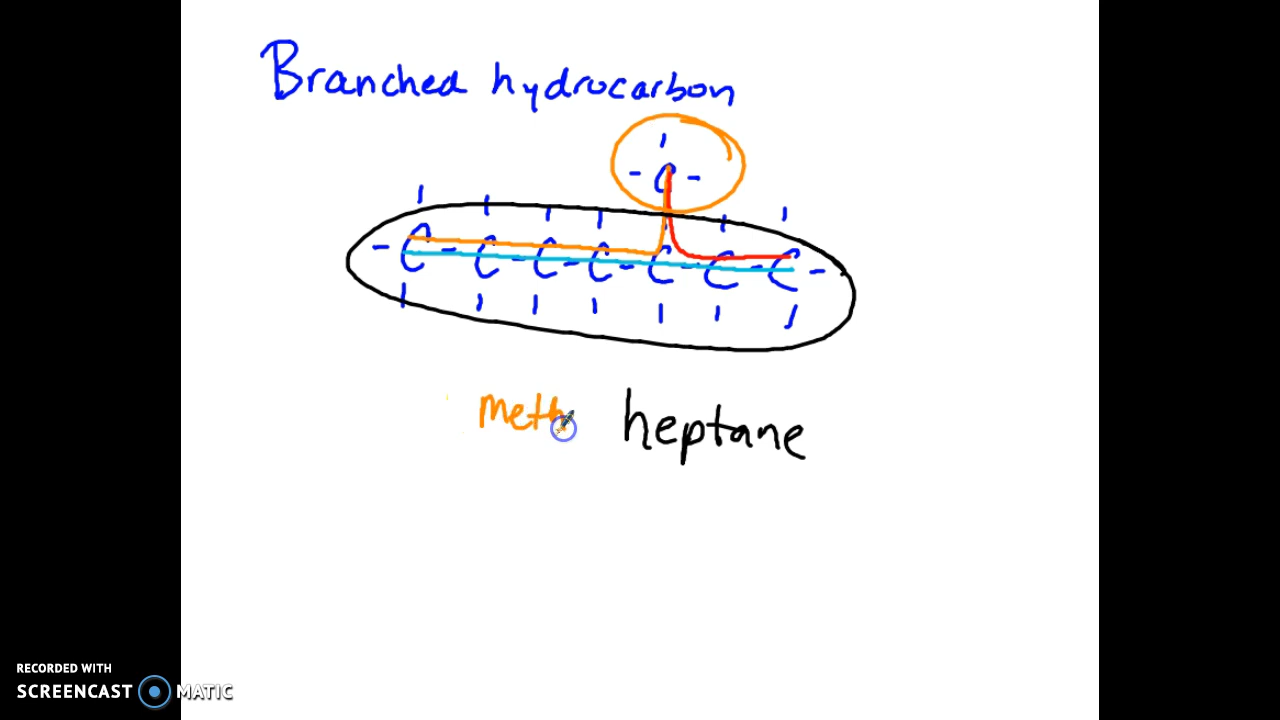 Branched hydrocarbon
-C-
-C-C-C-C-C-C-C-
meth heptane
RECORDED WITH
SCREENCAST MATIC